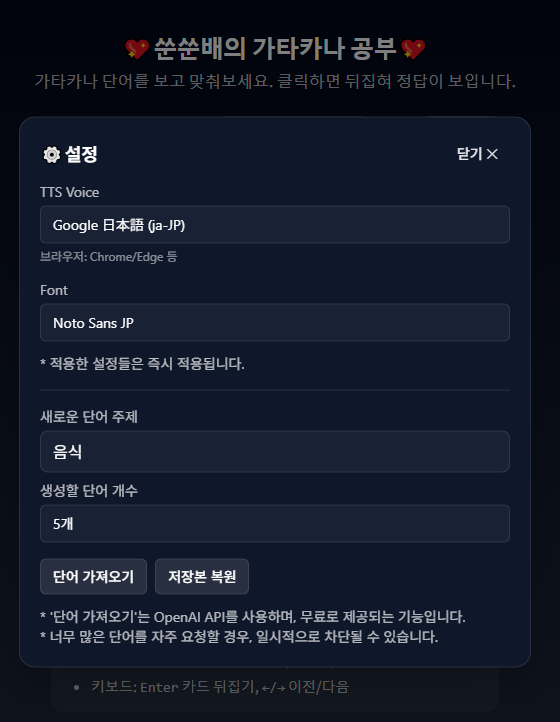 💖 쑨쑨배의 가타카나 공부 💖
가타카나 단어를 보고 맞춰보세요. 클릭하면 뒤집혀 정답이 보입니다.
⚙ 설정
닫기 ✕
TTS Voice
Google 日本語 (ja-JP)
브라우저: Chrome/Edge 등
Font
Noto Sans JP
* 적용한 설정들은 즉시 적용됩니다.
새로운 단어 주제
음식
생성할 단어 개수
5개
단어 가져오기
저장본 복원
* '단어 가져오기'는 OpenAI API를 사용하며, 무료로 제공되는 기능입니다.
* 너무 많은 단어를 자주 요청할 경우, 일시적으로 차단될 수 있습니다.
• 키보드: Enter 카드 뒤집기, ←/→ 이전/다음